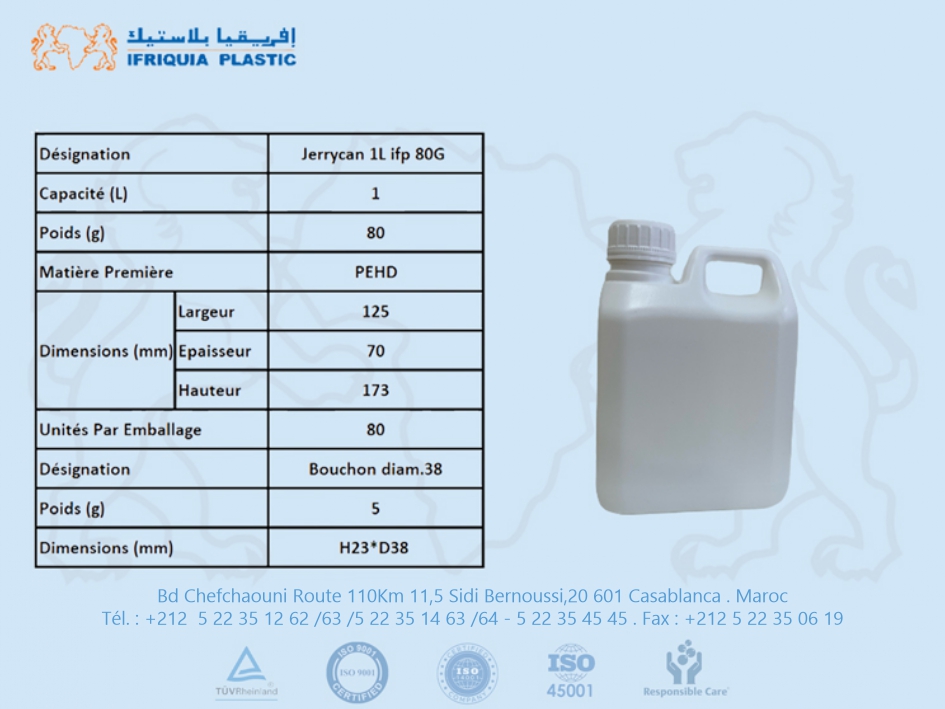 إفريقيا بلاستيك
IFRIQUIA PLASTIC
Désignation Jerrycan 1L ifp 80G
Capacité (L) 1
Poids (g) 80
Matière Première PEHD
Dimensions (mm) Largeur 125
Epaisseur 70
Hauteur 173
Unités Par Emballage 80
Désignation Bouchon diam.38
Poids (g) 5
Dimensions (mm) H23*D38
Bd Chefchaouni Route 110Km 11,5 Sidi Bernoussi,20 601 Casablanca . Maroc
Tél. : +212 5 22 35 12 62 /63 /5 22 35 14 63 /64 - 5 22 35 45 45 . Fax : +212 5 22 35 06 19
TÜVRheinland
ISO 9001
ISO 9001
CERTIFIED
CERTIFIED
ISO
COMPANY
ISO
45001
Responsible Care